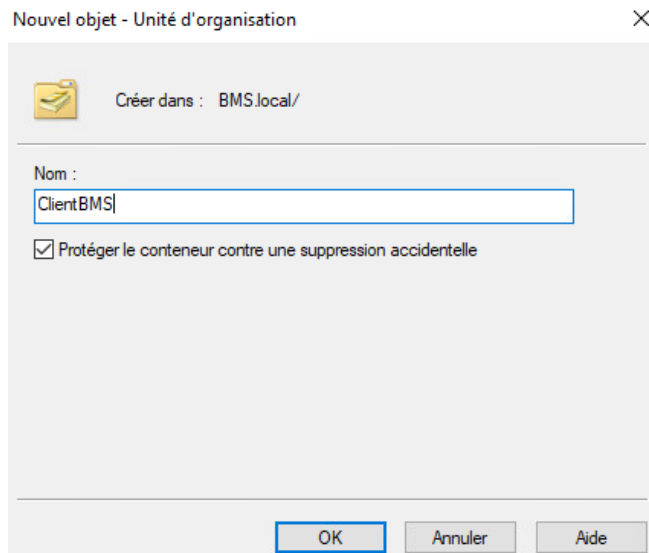 Nouvel objet - Unité d'organisation
Créer dans : BMS.local/
Nom :
ClientBMS
Protéger le conteneur contre une suppression accidentelle
OK Annuler Aide